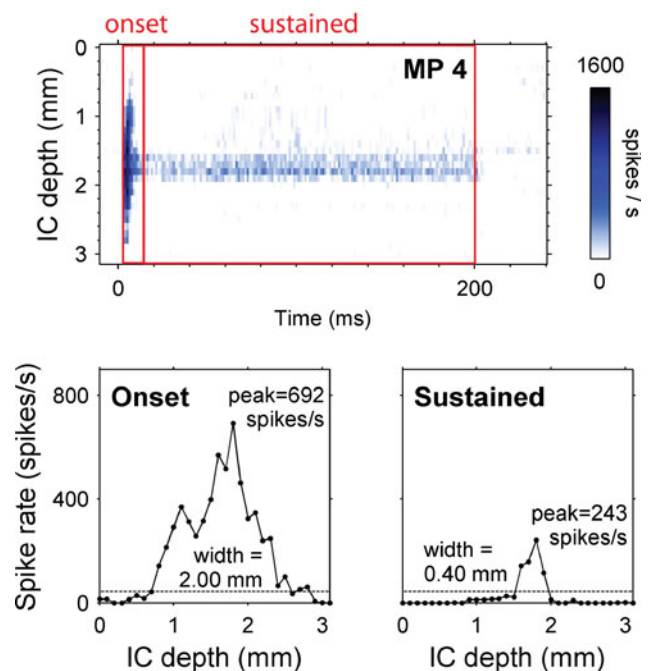 onset sustained
MP 4
IC depth (mm)
0
1
2
3
0 200
Time (ms)
1600
spikes / s
0
Onset
peak=692
spikes/s
width =
2.00 mm
Spike rate (spikes/s)
800
400
0
0 1 2 3
IC depth (mm)
Sustained
peak=243
spikes/s
width =
0.40 mm
0 1 2 3
IC depth (mm)